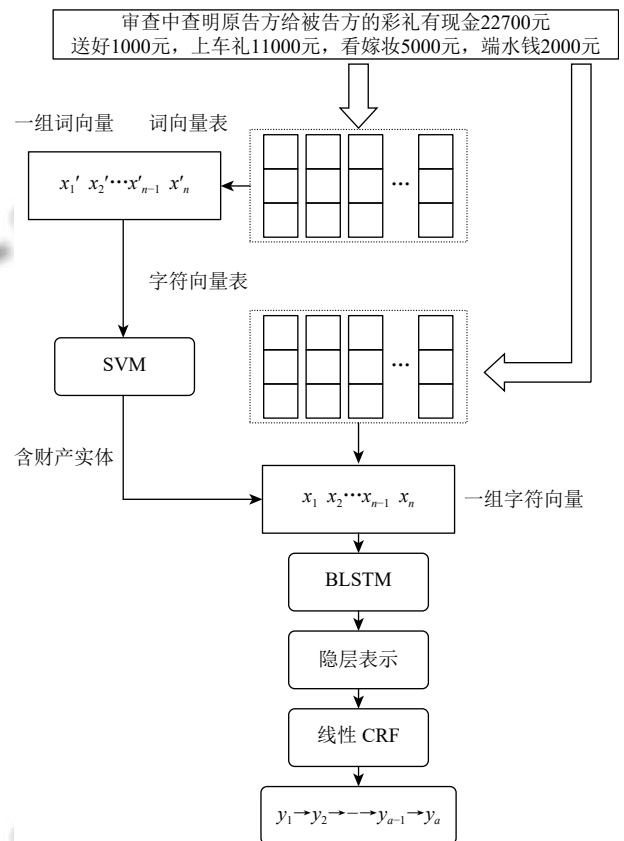 审查中查明原告方给被告方的彩礼有现金22700元
送好1000元，上车礼11000元，看嫁妆5000元，端水钱2000元
一组词向量 词向量表
x₁′ x₂′⋯x′ₙ₋₁ x′ₙ
...
字符向量表
SVM
...
含财产实体
x₁ x₂⋯xₙ₋₁ xₙ
一组字符向量
BLSTM
隐层表示
线性 CRF
y₁→y₂→−→yₐ₋₁→yₐ